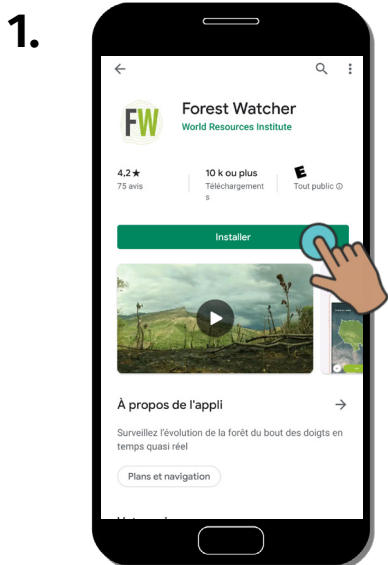 1.
FW
Forest Watcher
World Resources Institute
4,2★
10 k ou plus
E
75 avis
Téléchargement
s
Tout public
Installer
À propos de l'appli
Surveillez l'évolution de la forêt du bout des doigts en
temps quasi réel
Plans et navigation